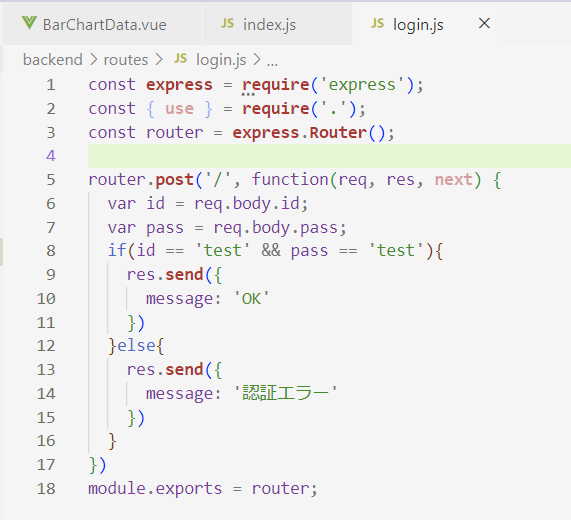 BarChartData.vue JS index.js JS login.js ×
backend > routes > JS login.js > ...
1 const express = require('express');
2 const { use } = require('.');
3 const router = express.Router();
4
5 router.post('/', function(req, res, next) {
6 var id = req.body.id;
7 var pass = req.body.pass;
8 if(id == 'test' && pass == 'test'){
9 res.send({
10 message: 'OK'
11 })
12 }else{
13 res.send({
14 message: '認証エラー'
15 })
16 }
17 })
18 module.exports = router;